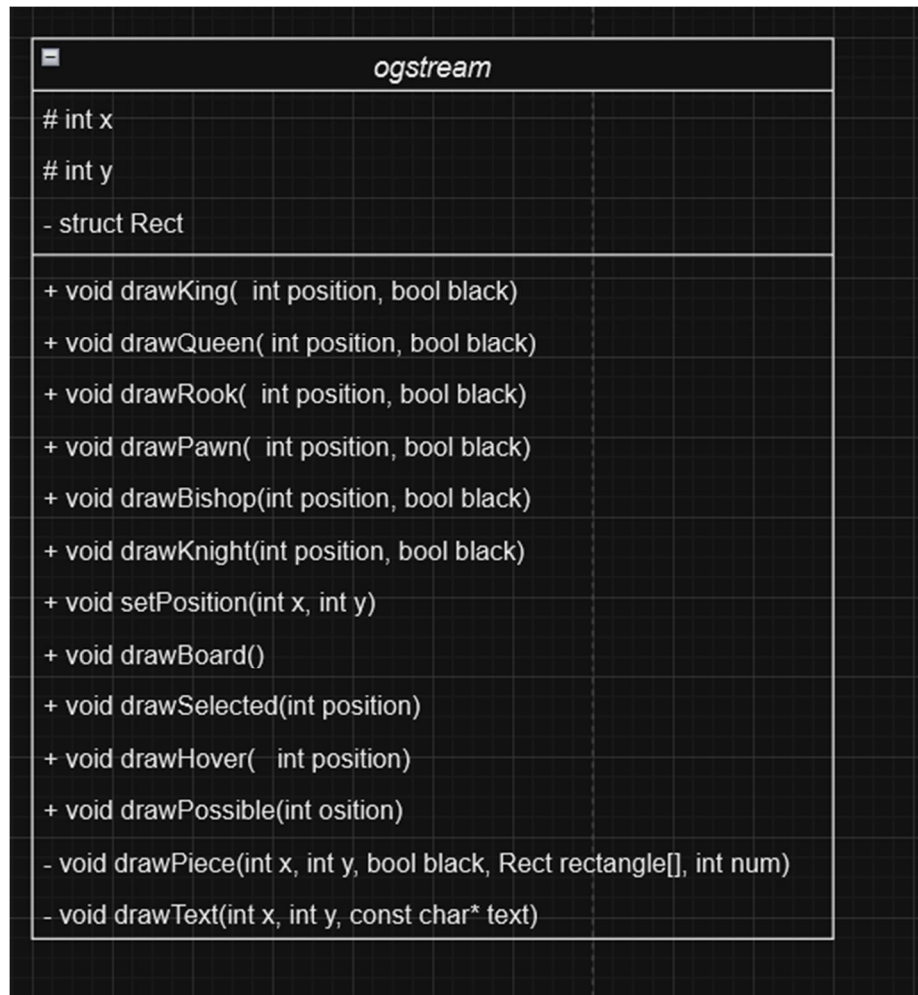 ogstream
# int x
# int y
- struct Rect
+ void drawKing(  int position, bool black)
+ void drawQueen( int position, bool black)
+ void drawRook(  int position, bool black)
+ void drawPawn(  int position, bool black)
+ void drawBishop(int position, bool black)
+ void drawKnight(int position, bool black)
+ void setPosition(int x, int y)
+ void drawBoard()
+ void drawSelected(int position)
+ void drawHover(   int position)
+ void drawPossible(int osition)
- void drawPiece(int x, int y, bool black, Rect rectangle[], int num)
- void drawText(int x, int y, const char* text)